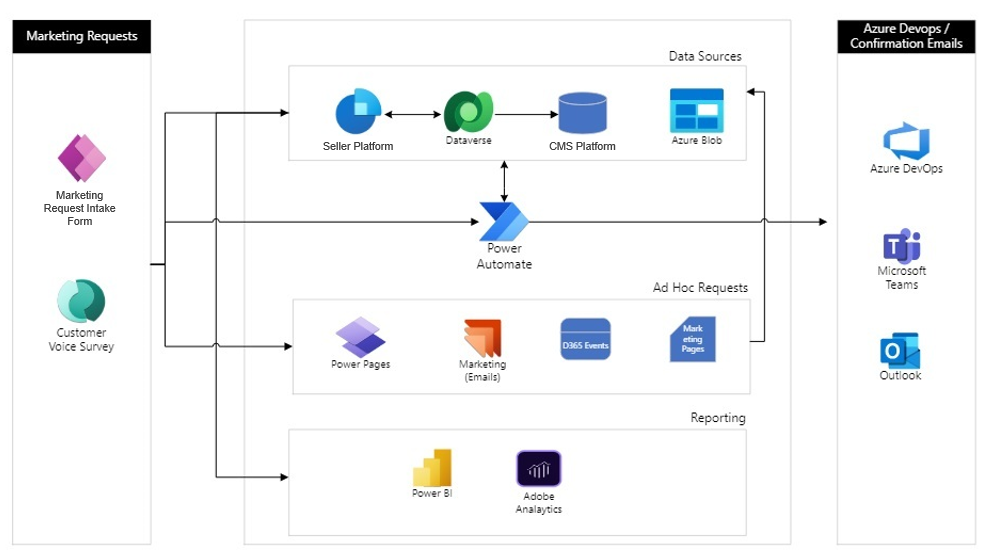 Marketing Requests
Marketing
Request Intake
Form
Customer
Voice Survey
Data Sources
Seller Platform
Dataverse
CMS Platform
Azure Blob
Power
Automate
Ad Hoc Requests
Power Pages
Marketing
(Emails)
D365 Events
Mark
eting
Pages
Reporting
Power BI
Adobe
Analaytics
Azure Devops /
Confirmation Emails
Azure DevOps
T
Microsoft
Teams
O
Outlook